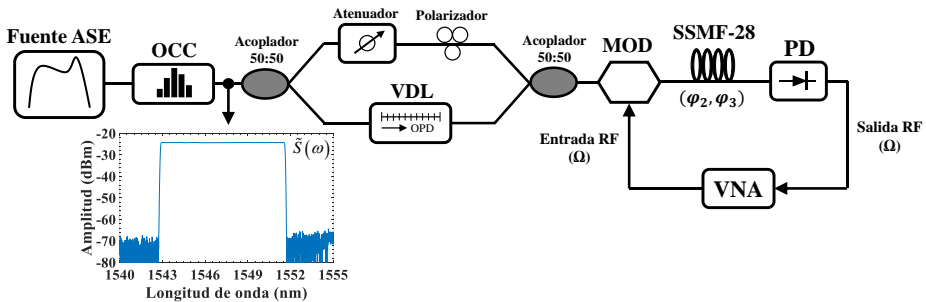 Fuente ASE
OCC
Acoplador
50:50
Atenuador
Polarizador
VDL
OPD
Acoplador
50:50
MOD
SSMF-28
(φ₂,φ₃)
PD
Entrada RF
(Ω)
Salida RF
(Ω)
VNA
S̃(ω)
Amplitud (dBm)
-20
-30
-40
-50
-60
-70
-80
1540 1543 1546 1549 1552 1555
Longitud de onda (nm)